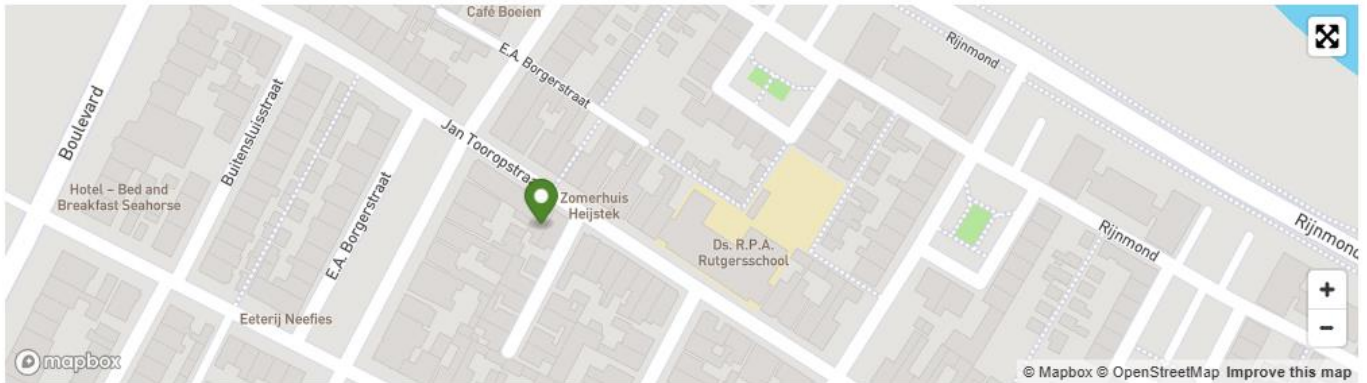 Café Boeien
E.A. Borgerstraat
Rijnmond
Boulevard
Buitensluisstraat
Jan Tooropstraa
Hotel – Bed and
Breakfast Seahorse
Zomerhuis
Heijstek
E.A. Borgerstraat
Ds. R.P.A.
Rutgersschool
Rijnmond
Rijnmond
Eeterij Neefies
+
−
mapbox
© Mapbox © OpenStreetMap Improve this map